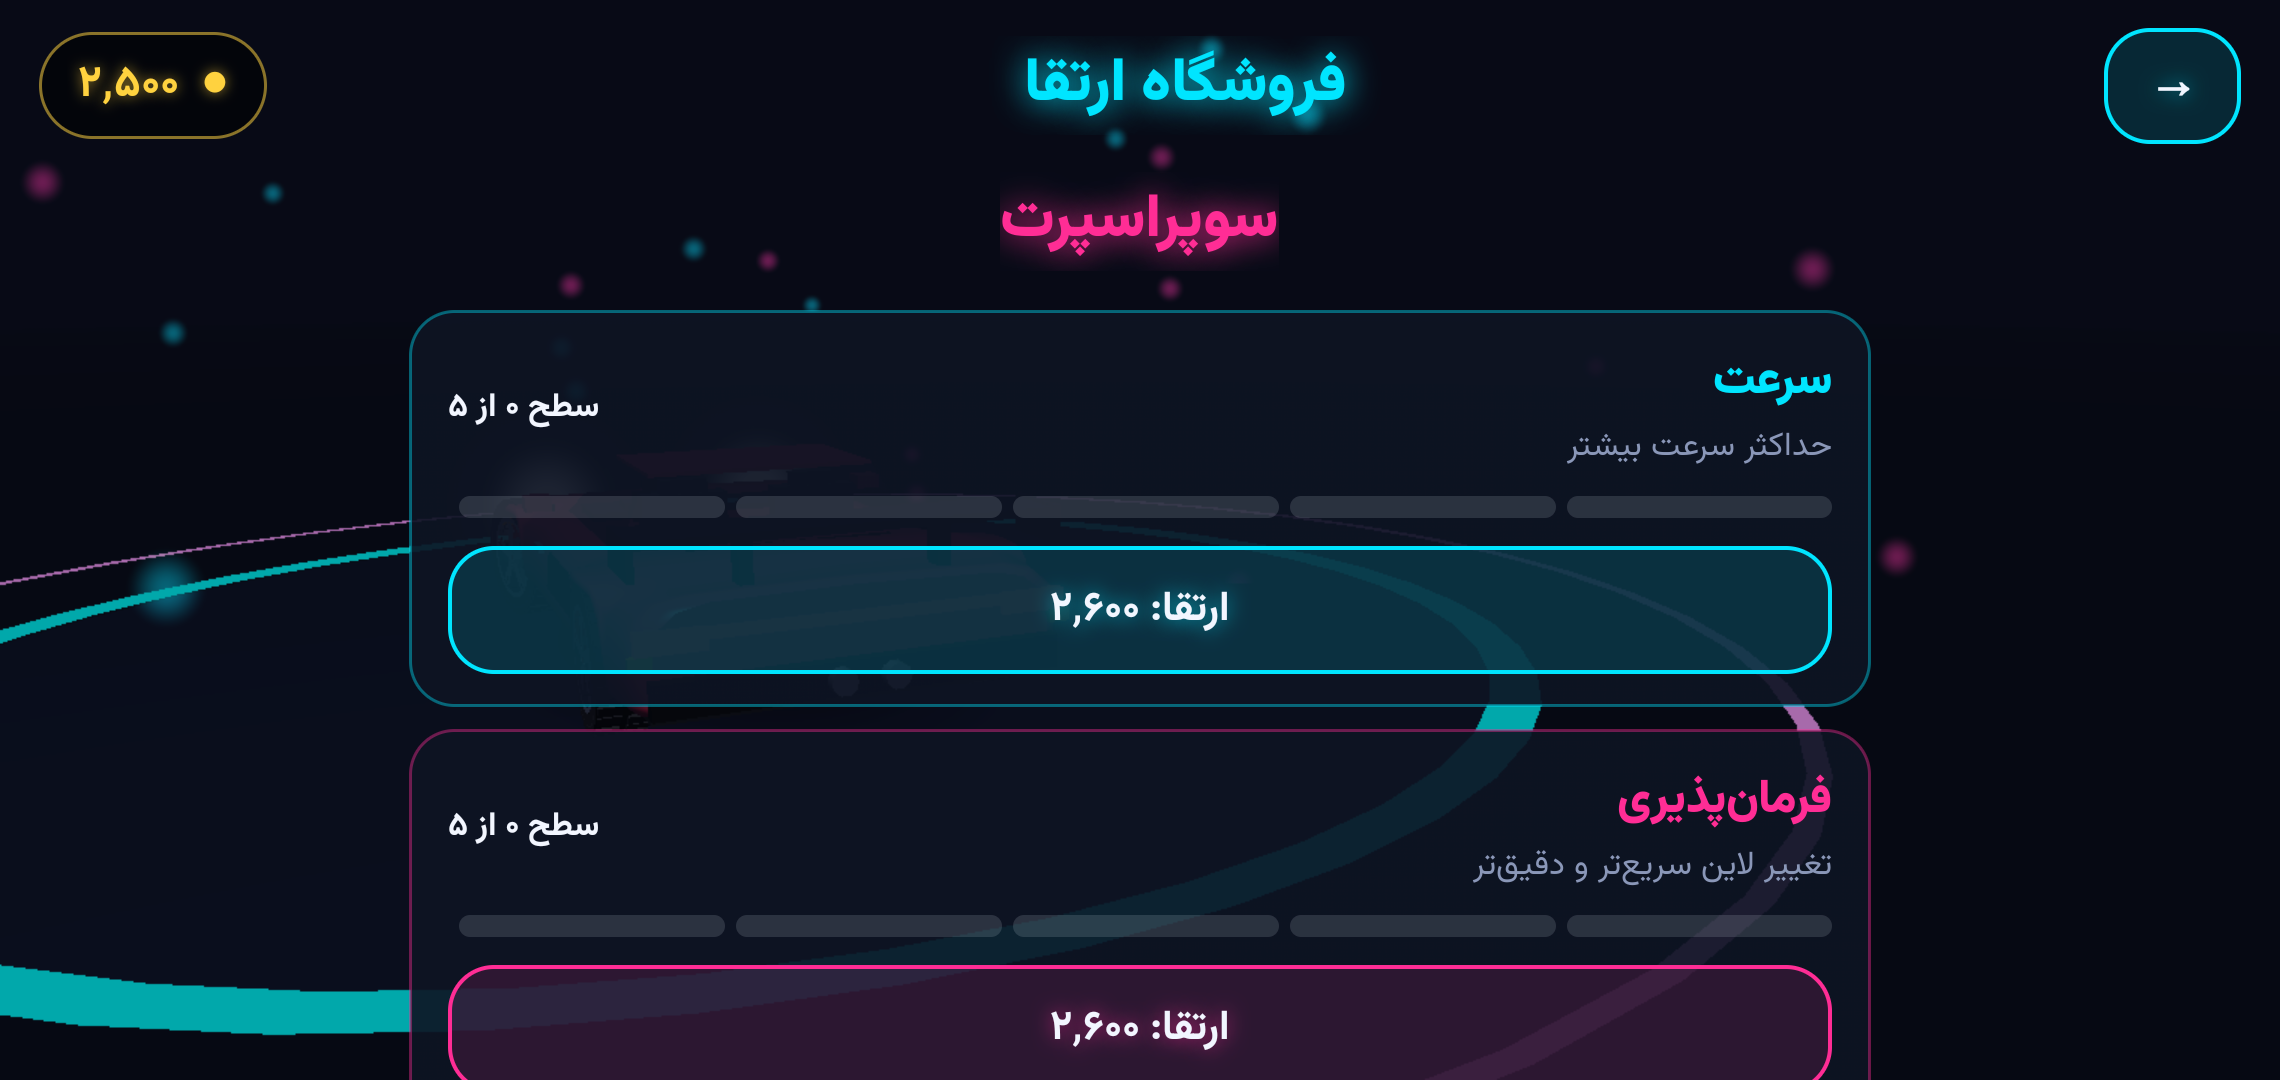 →
فروشگاه ارتقا
۲,۵۰۰
سوپراسپرت
سرعت
حداکثر سرعت بیشتر
سطح ۰ از ۵
ارتقا: ۲,۶۰۰
فرمان‌پذیری
تغییر لاین سریع‌تر و دقیق‌تر
سطح ۰ از ۵
ارتقا: ۲,۶۰۰